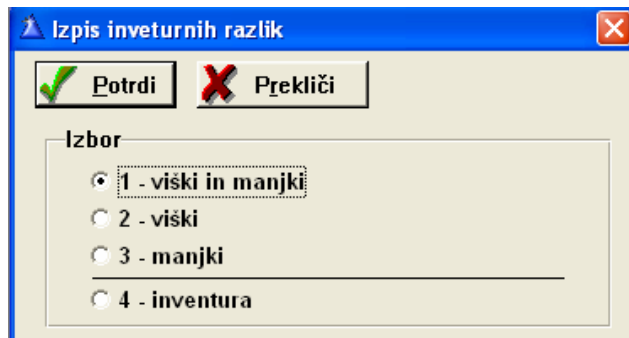 Izpis inveturnih razlik
Potrdi Prekliči
Izbor
1 - viški in manjki
2 - viški
3 - manjki
4 - inventura